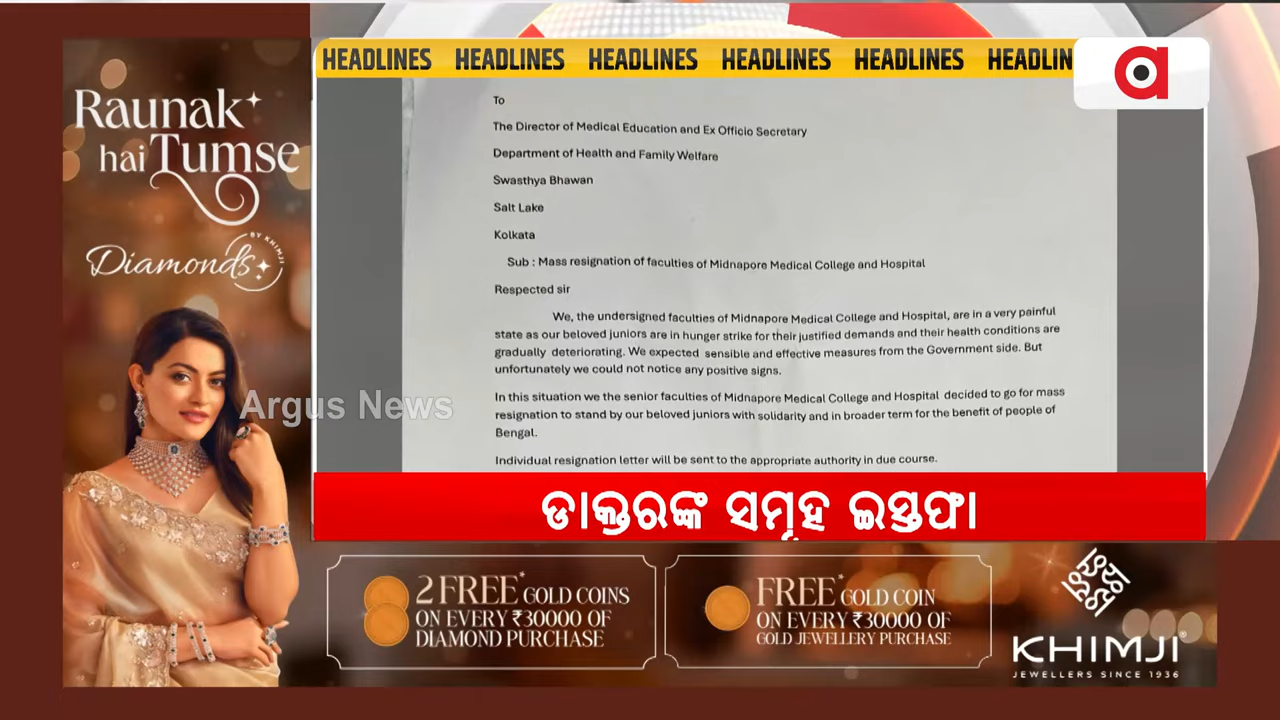 HEADLINES HEADLINES HEADLINES HEADLINES HEADLINES HEADLIN
a
To
The Director of Medical Education and Ex Officio Secretary
Department of Health and Family Welfare
Swasthya Bhawan
Salt Lake
Kolkata
Sub : Mass resignation of faculties of Midnapore Medical College and Hospital
Respected sir
We, the undersigned faculties of Midnapore Medical College and Hospital, are in a very painful
state as our beloved juniors are in hunger strike for their justified demands and their health conditions are
gradually deteriorating. We expected sensible and effective measures from the Government side. But
unfortunately we could not notice any positive signs.
In this situation we the senior faculties of Midnapore Medical College and Hospital decided to go for mass
resignation to stand by our beloved juniors with solidarity and in broader term for the benefit of people of
Bengal.
Individual resignation letter will be sent to the appropriate authority in due course.
Argus News
ଡାକ୍ତରଙ୍କ ସମୂହ ଇସ୍ତଫା
Raunak
hai Tumse
Diamonds
BY KHIMJI
2 FREE* GOLD COINS
ON EVERY ₹30000 OF
DIAMOND PURCHASE
FREE* GOLD COIN
ON EVERY ₹30000 OF
GOLD JEWELLERY PURCHASE
KHIMJI®
JEWELLERS SINCE 1936